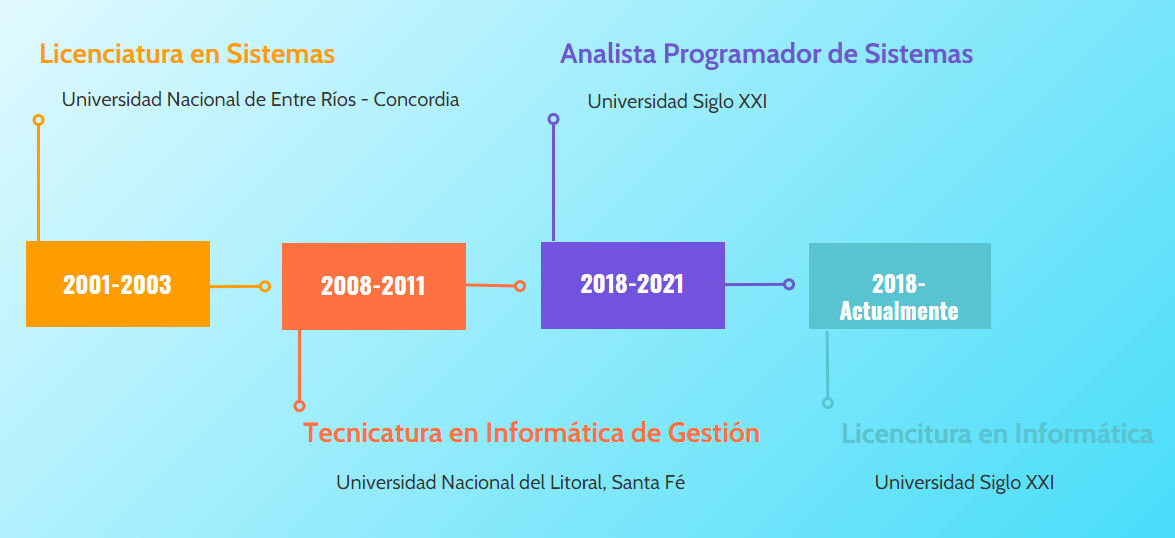 Licenciatura en Sistemas
Universidad Nacional de Entre Ríos - Concordia
Analista Programador de Sistemas
Universidad Siglo XXI
2001-2003
2008-2011
2018-2021
2018-
Actualmente
Tecnicatura en Informática de Gestión
Universidad Nacional del Litoral, Santa Fé
Licencitura en Informática
Universidad Siglo XXI